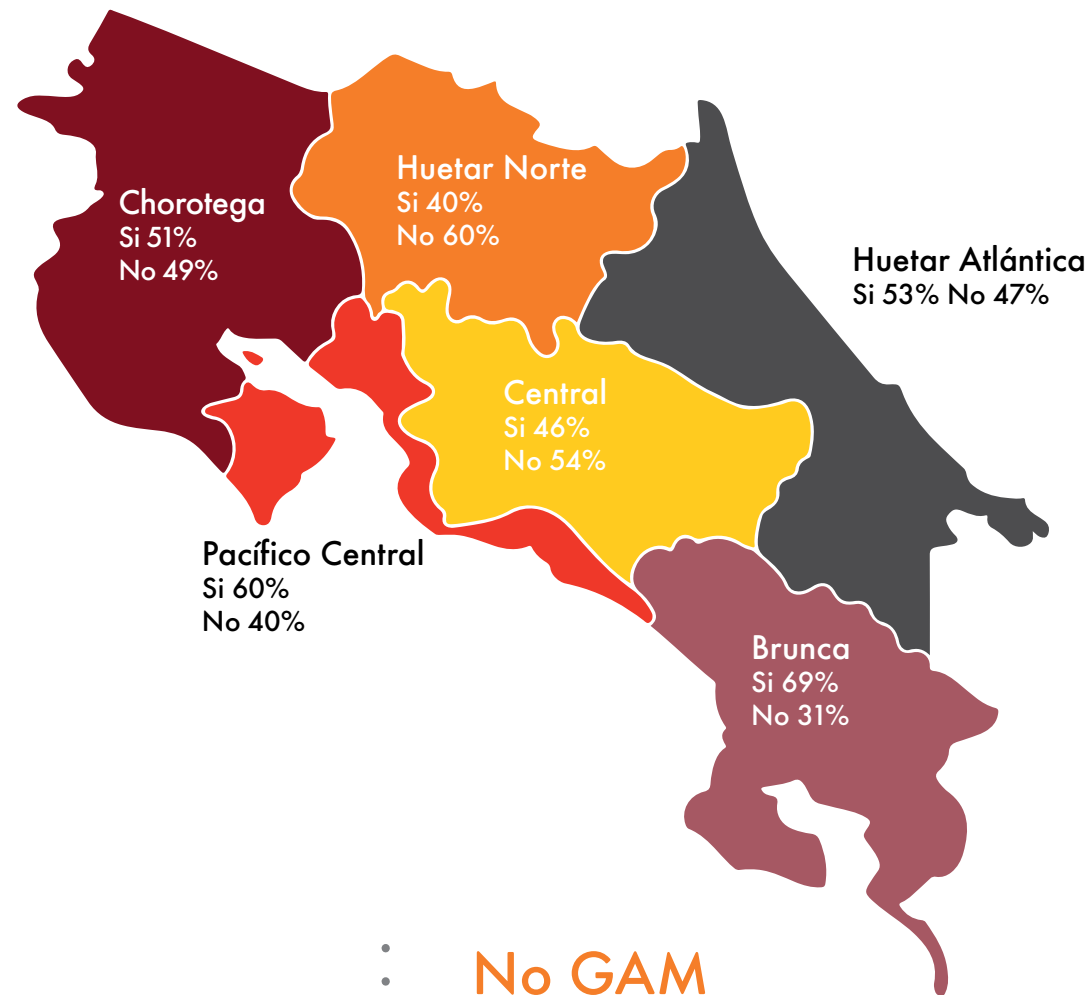 Huetar Norte
Si 40%
No 60%
Chorotega
Si 51%
No 49%
Huetar Atlántica
Si 53% No 47%
Central
Si 46%
No 54%
Pacífico Central
Si 60%
No 40%
Brunca
Si 69%
No 31%
No GAM